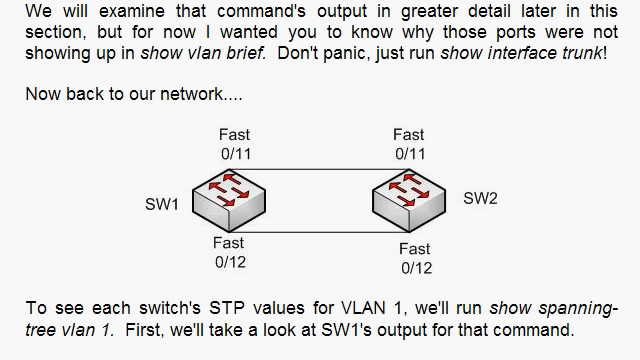 We will examine that command's output in greater detail later in this
section, but for now I wanted you to know why those ports were not
showing up in show vlan brief. Don't panic, just run show interface trunk!
Now back to our network....
Fast
0/11
Fast
0/11
SW1
SW2
Fast
0/12
Fast
0/12
To see each switch's STP values for VLAN 1, we'll run show spanning-
tree vlan 1. First, we'll take a look at SW1's output for that command.